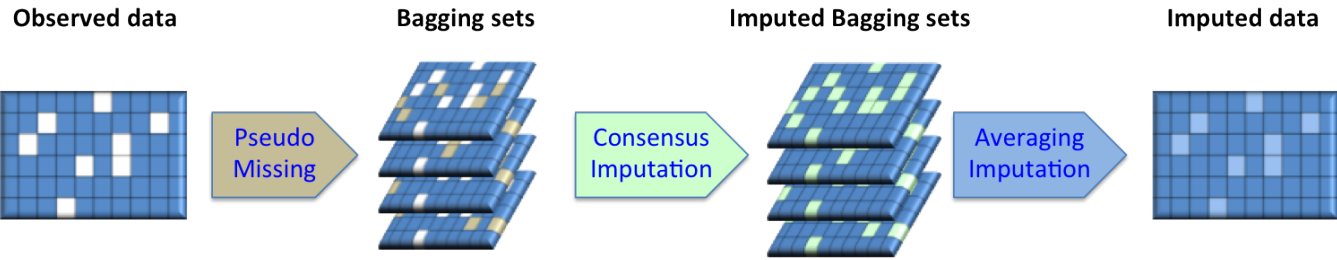 Observed data
Bagging sets
Imputed Bagging sets
Imputed data
Pseudo
Missing
Consensus
Imputation
Averaging
Imputation